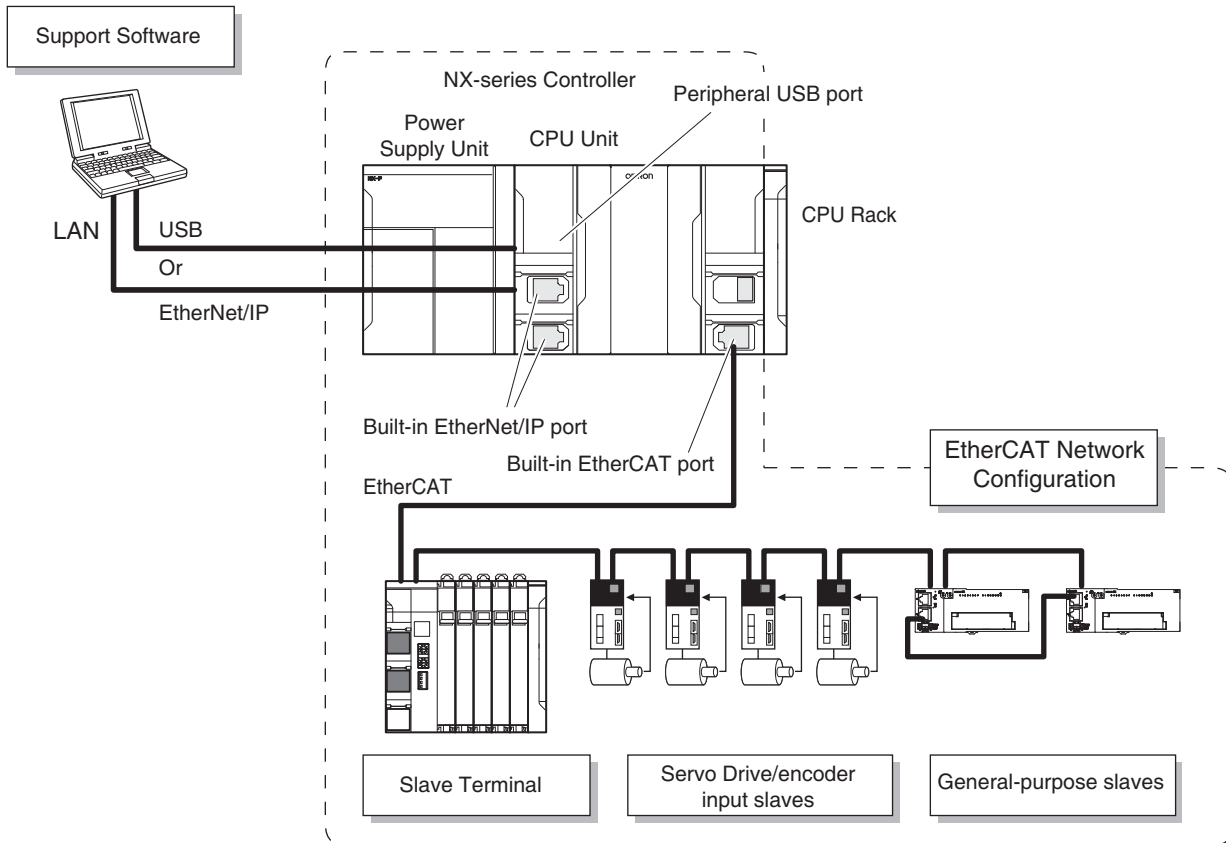 Support Software
NX-series Controller
Peripheral USB port
Power
Supply Unit
CPU Unit
CPU Rack
LAN
USB
Or
EtherNet/IP
Built-in EtherNet/IP port
Built-in EtherCAT port
EtherCAT
EtherCAT Network
Configuration
Slave Terminal
Servo Drive/encoder
input slaves
General-purpose slaves